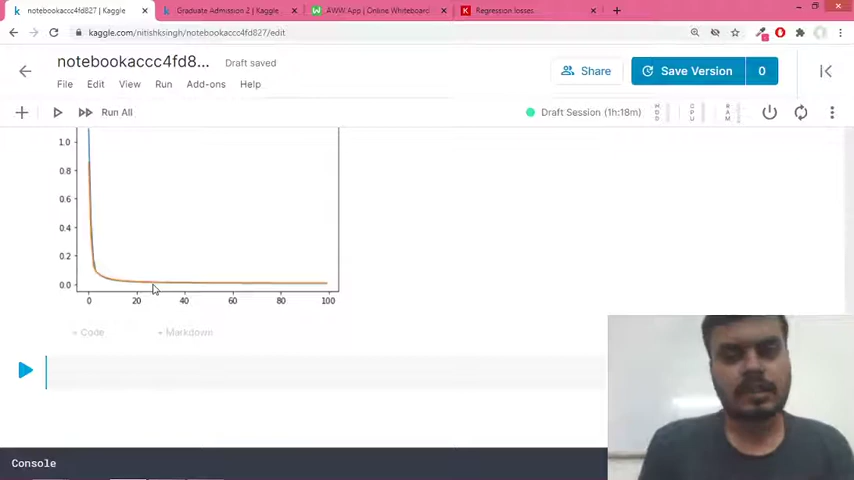 notebookaccc4fd827 | Kaggle
Graduate Admission 2 | Kaggle
AWW App | Online Whiteboard
Regression losses
kaggle.com/nitishksingh/notebookaccc4fd827/edit
notebookaccc4fd8...
Draft saved
Share
Save Version
0
File
Edit
View
Run
Add-ons
Help
Run All
Draft Session (1h:18m)
1.0
0.8
0.6
0.4
0.2
0.0
0
20
40
60
80
100
+ Code
+ Markdown
Console